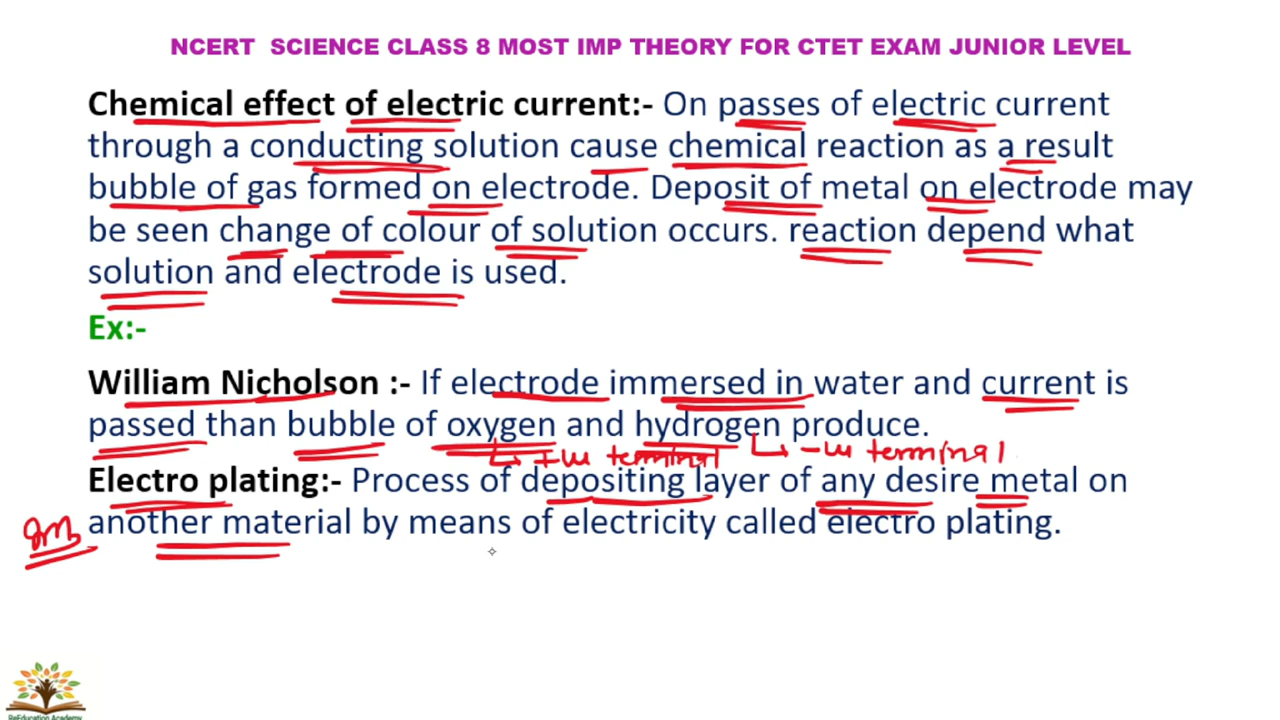 NCERT SCIENCE CLASS 8 MOST IMP THEORY FOR CTET EXAM JUNIOR LEVEL
Chemical effect of electric current:- On passes of electric current
through a conducting solution cause chemical reaction as a result
bubble of gas formed on electrode. Deposit of metal on electrode may
be seen change of colour of solution occurs. reaction depend what
solution and electrode is used.
Ex:-
William Nicholson :- If electrode immersed in water and current is
passed than bubble of oxygen and hydrogen produce.
↳ +ve terminal ↳ -ve terminal
Electro plating:- Process of depositing layer of any desire metal on
Imp another material by means of electricity called electro plating.
ReEducation Academy